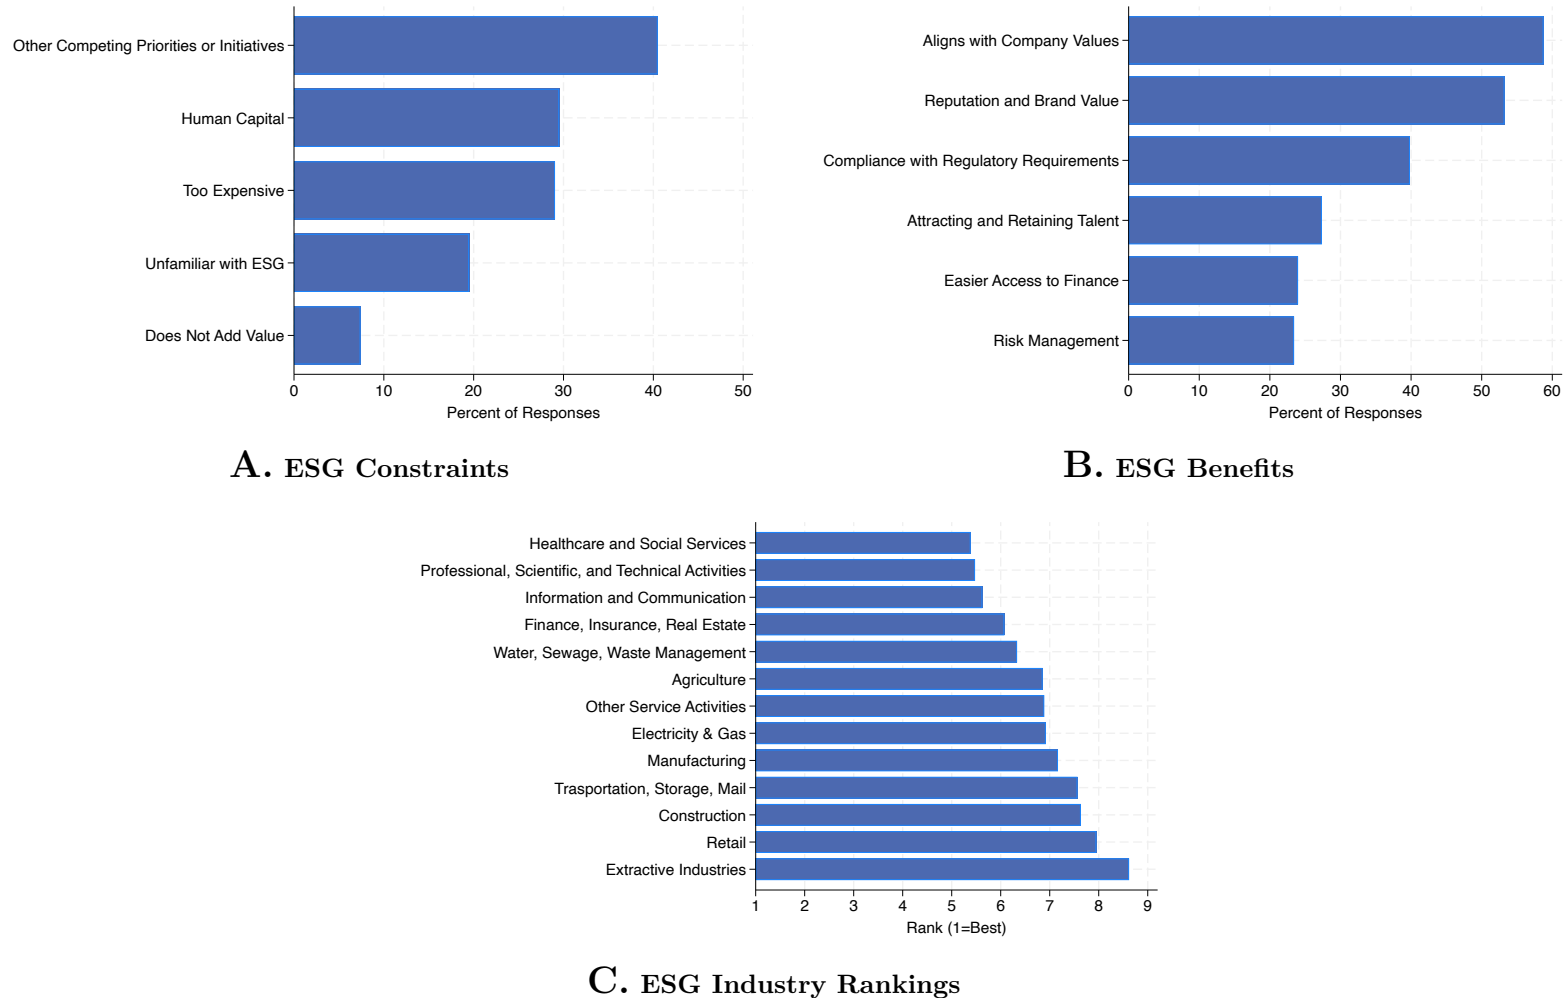 Other Competing Priorities or Initiatives
Human Capital
Too Expensive
Unfamiliar with ESG
Does Not Add Value
0 10 20 30 40 50
Percent of Responses
A. ESG Constraints
Aligns with Company Values
Reputation and Brand Value
Compliance with Regulatory Requirements
Attracting and Retaining Talent
Easier Access to Finance
Risk Management
0 10 20 30 40 50 60
Percent of Responses
B. ESG Benefits
Healthcare and Social Services
Professional, Scientific, and Technical Activities
Information and Communication
Finance, Insurance, Real Estate
Water, Sewage, Waste Management
Agriculture
Other Service Activities
Electricity & Gas
Manufacturing
Trasportation, Storage, Mail
Construction
Retail
Extractive Industries
1 2 3 4 5 6 7 8 9
Rank (1=Best)
C. ESG Industry Rankings